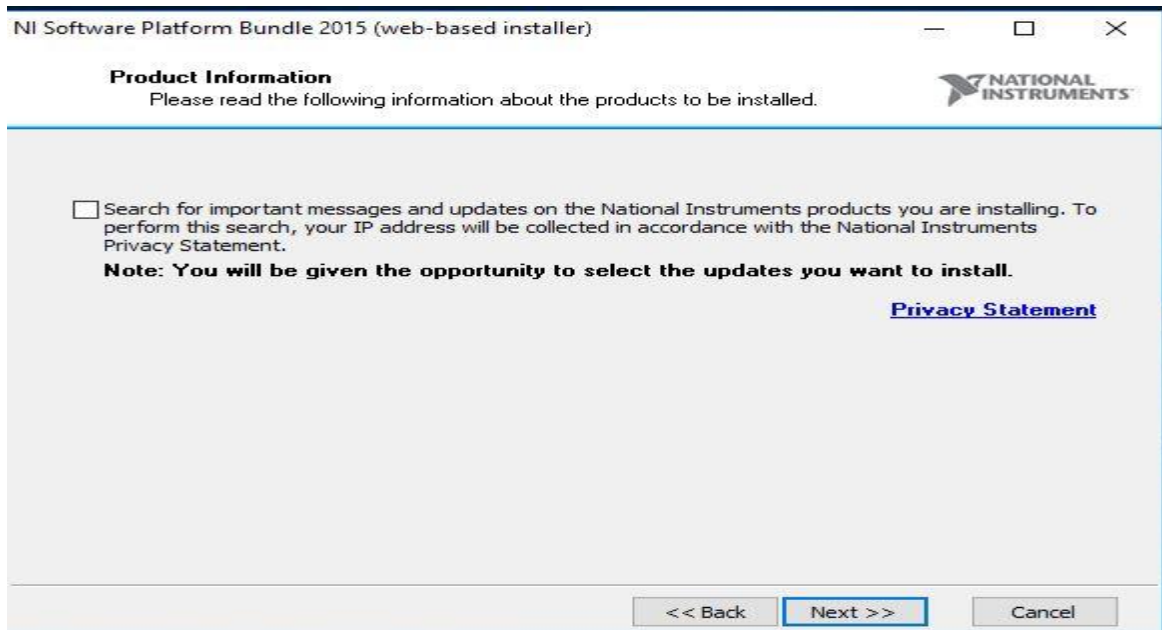 NI Software Platform Bundle 2015 (web-based installer)
Product Information
Please read the following information about the products to be installed.
NATIONAL
INSTRUMENTS
Search for important messages and updates on the National Instruments products you are installing. To
perform this search, your IP address will be collected in accordance with the National Instruments
Privacy Statement.
Note: You will be given the opportunity to select the updates you want to install.
Privacy Statement
<< Back Next >> Cancel